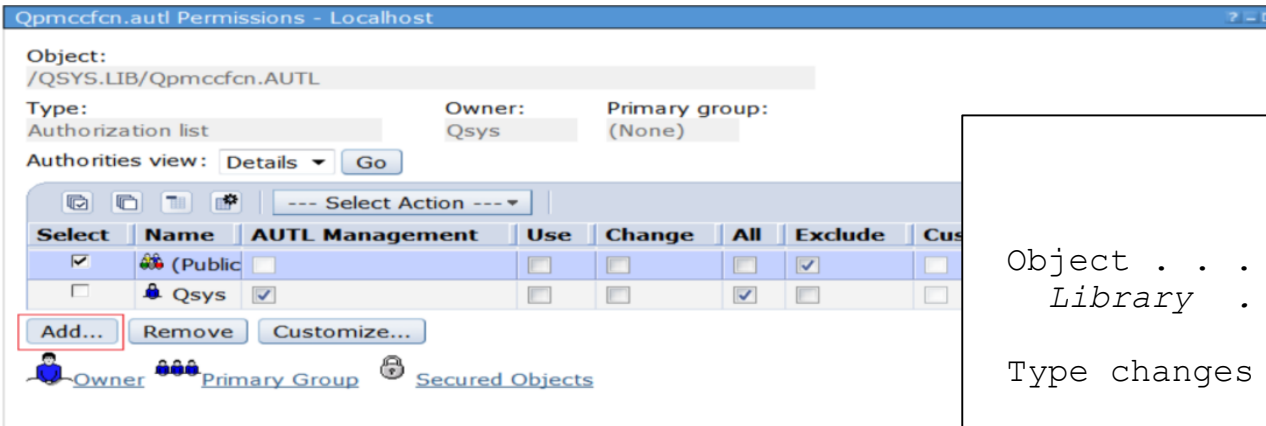 Qpmccfcn.autl Permissions - Localhost
Object:
/QSYS.LIB/Qpmccfcn.AUTL
Type: Owner: Primary group:
Authorization list Qsys (None)
Authorities view: Details Go
--- Select Action ---
Select Name AUTL Management Use Change All Exclude Cus
(Public
Qsys
Add... Remove Customize...
Owner Primary Group Secured Objects
Object . . .
Library .
Type changes